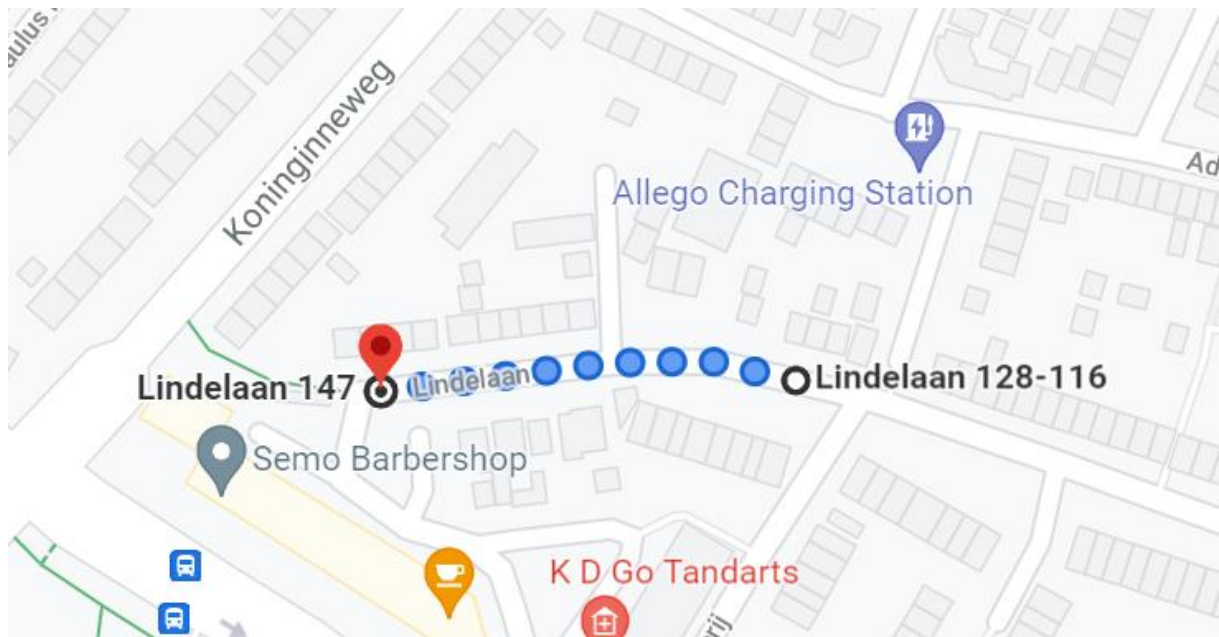 Koninginneweg
Allego Charging Station
Ad
Lindelaan 147
Lindelaan
Lindelaan 128-116
Semo Barbershop
K D Go Tandarts